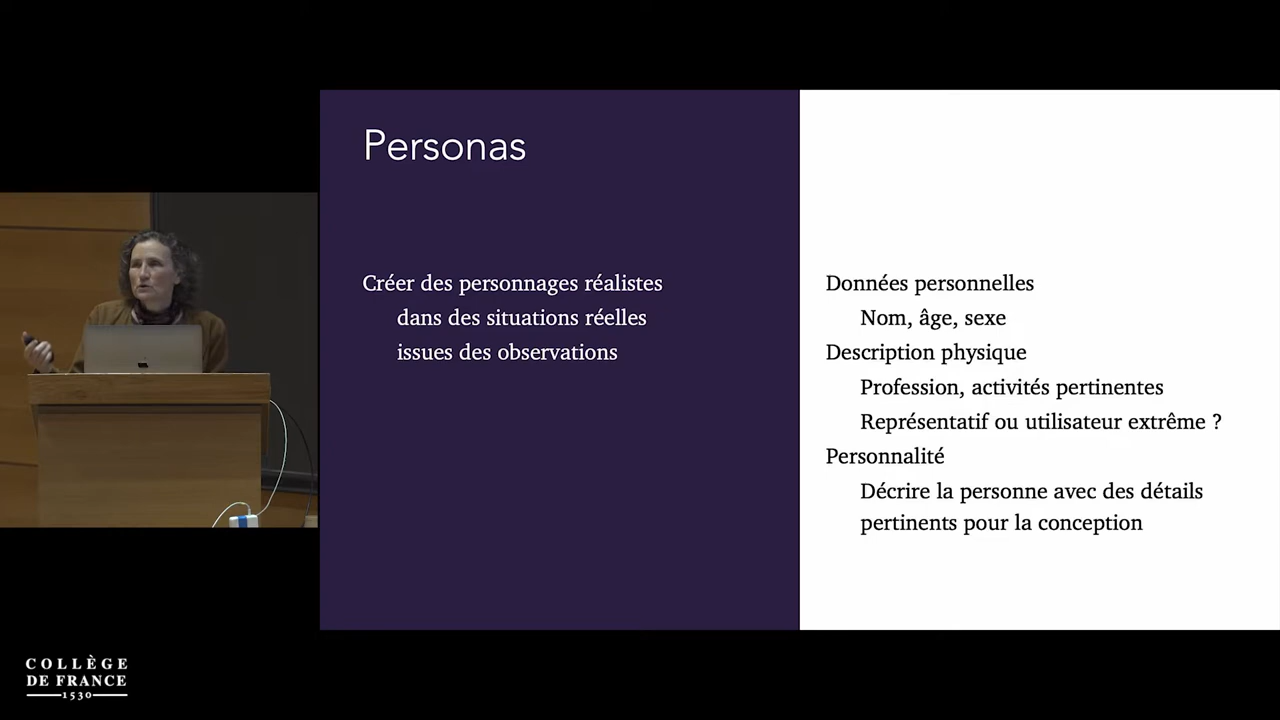 Personas
Créer des personnages réalistes
dans des situations réelles
issues des observations
Données personnelles
Nom, âge, sexe
Description physique
Profession, activités pertinentes
Représentatif ou utilisateur extrême ?
Personnalité
Décrire la personne avec des détails
pertinents pour la conception
COLLÈGE
DE FRANCE
1530